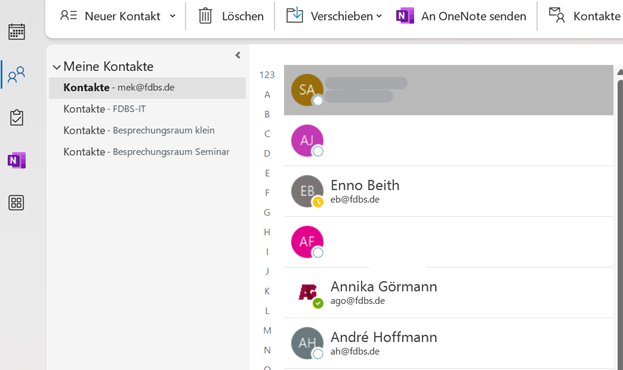 Neuer Kontakt
Löschen
Verschieben
An OneNote senden
Kontakte
Meine Kontakte
Kontakte - mek@fdbs.de
Kontakte - FDBS-IT
Kontakte - Besprechungsraum klein
Kontakte - Besprechungsraum Seminar
123
A
B
C
D
E
F
G
H
I
J
K
L
M
N
SA
AJ
EB
Enno Beith
eb@fdbs.de
AF
AG
Annika Görmann
ago@fdbs.de
AH
André Hoffmann
ah@fdbs.de